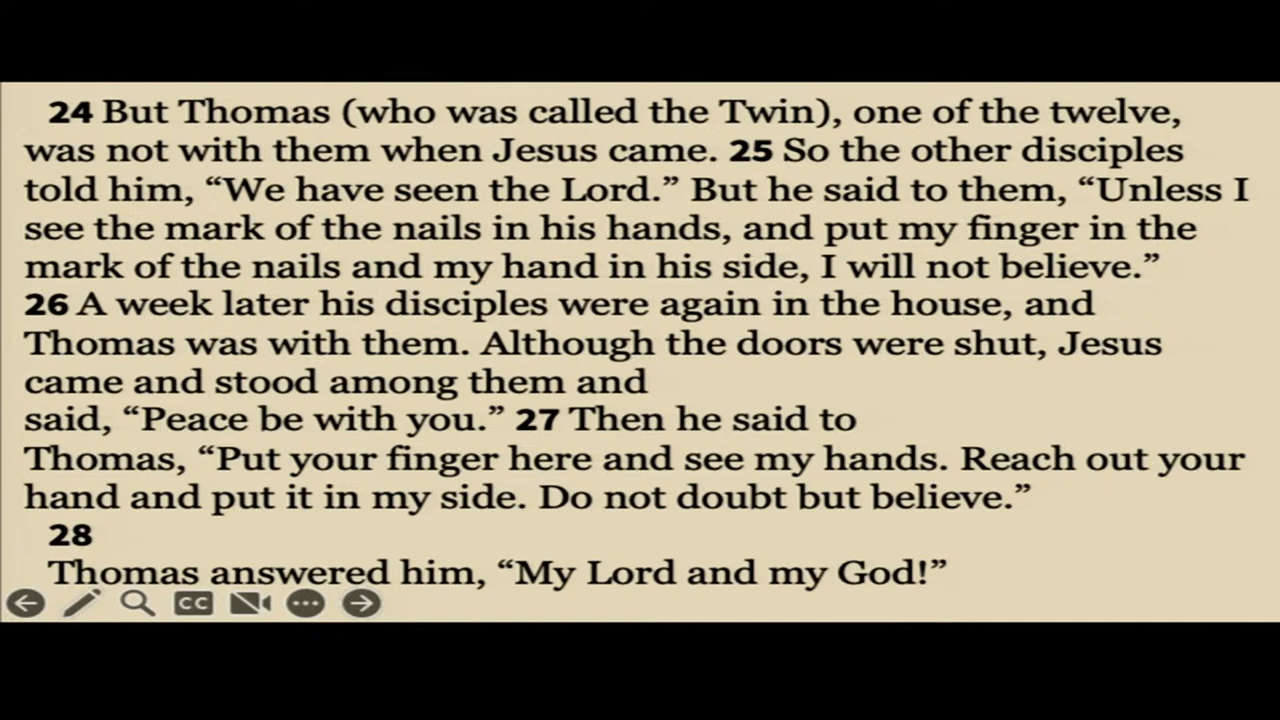 24 But Thomas (who was called the Twin), one of the twelve,
was not with them when Jesus came. 25 So the other disciples
told him, “We have seen the Lord.” But he said to them, “Unless I
see the mark of the nails in his hands, and put my finger in the
mark of the nails and my hand in his side, I will not believe.”
26 A week later his disciples were again in the house, and
Thomas was with them. Although the doors were shut, Jesus
came and stood among them and
said, “Peace be with you.” 27 Then he said to
Thomas, “Put your finger here and see my hands. Reach out your
hand and put it in my side. Do not doubt but believe.”
28
Thomas answered him, “My Lord and my God!”
CC